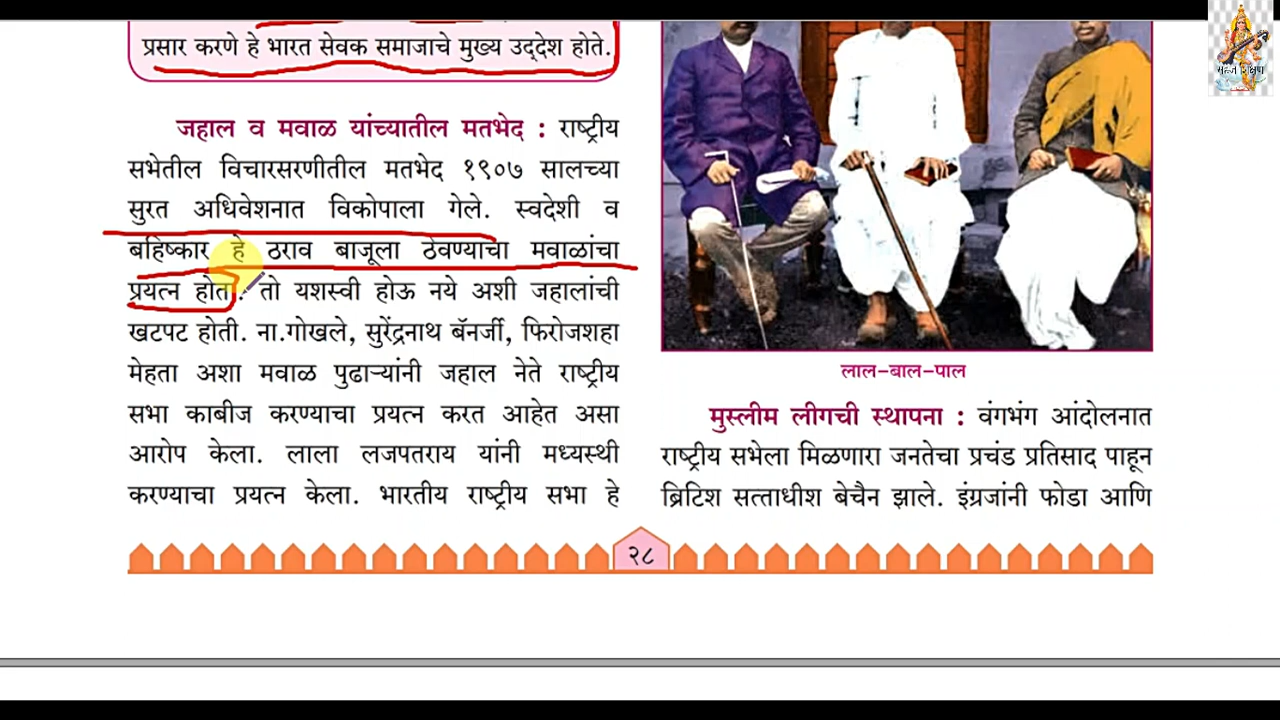 प्रसार करणे हे भारत सेवक समाजाचे मुख्य उद्‌देश होते.
जहाल व मवाळ यांच्यातील मतभेद : राष्ट्रीय
सभेतील विचारसरणीतील मतभेद १९०७ सालच्या
सुरत अधिवेशनात विकोपाला गेले. स्वदेशी व
बहिष्कार हे ठराव बाजूला ठेवण्याचा मवाळांचा
प्रयत्न होता. तो यशस्वी होऊ नये अशी जहालांची
खटपट होती. ना.गोखले, सुरेंद्रनाथ बॅनर्जी, फिरोजशहा
मेहता अशा मवाळ पुढाऱ्यांनी जहाल नेते राष्ट्रीय
सभा काबीज करण्याचा प्रयत्न करत आहेत असा
आरोप केला. लाला लजपतराय यांनी मध्यस्थी
करण्याचा प्रयत्न केला. भारतीय राष्ट्रीय सभा हे
लाल-बाल-पाल
मुस्लीम लीगची स्थापना : वंगभंग आंदोलनात
राष्ट्रीय सभेला मिळणारा जनतेचा प्रचंड प्रतिसाद पाहून
ब्रिटिश सत्ताधीश बेचैन झाले. इंग्रजांनी फोडा आणि
२८
सहज शिक्षण